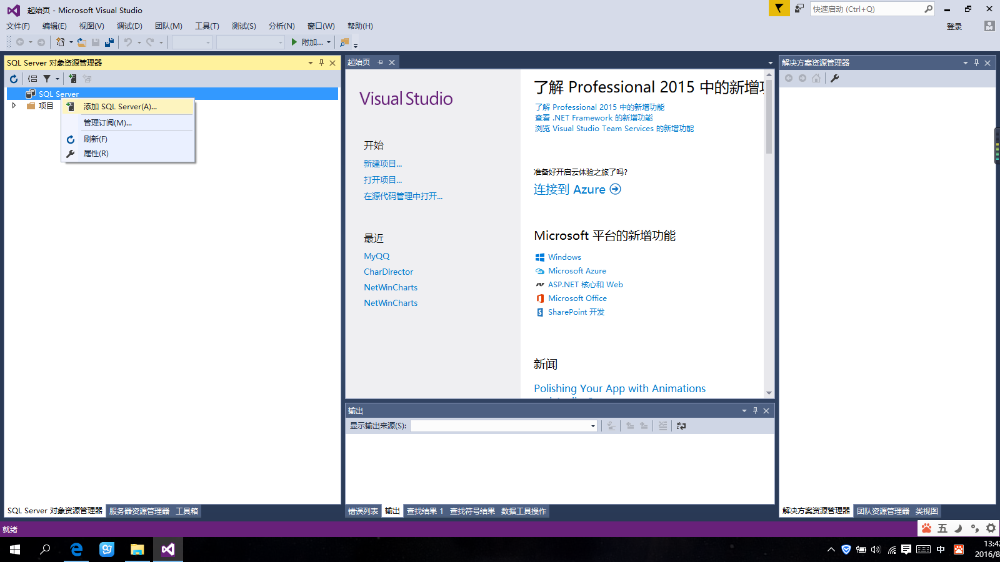 起始页 - Microsoft Visual Studio
快速启动 (Ctrl+Q)
文件(F) 编辑(E) 视图(V) 调试(D) 团队(M) 工具(T) 测试(S) 分析(N) 窗口(W) 帮助(H)
登录
附加...
SQL Server 对象资源管理器
SQL Server
项目
添加 SQL Server(A)...
管理订阅(M)...
刷新(F)
属性(R)
SQL Server 对象资源管理器 服务器资源管理器 工具箱
起始页
Visual Studio
开始
新建项目...
打开项目...
在源代码管理中打开...
最近
MyQQ
CharDirector
NetWinCharts
NetWinCharts
了解 Professional 2015 中的新增
了解 Professional 2015 中的新增功能
查看 .NET Framework 的新增功能
浏览 Visual Studio Team Services 的新增功能
准备好开启云体验之旅了吗?
连接到 Azure
Microsoft 平台的新增功能
Windows
Microsoft Azure
ASP.NET 核心和 Web
Microsoft Office
SharePoint 开发
新闻
Polishing Your App with Animations
输出
显示输出来源(S):
错误列表 输出 查找结果 1 查找符号结果 数据工具操作
解决方案资源管理器
解决方案资源管理器 团队资源管理器 类视图
就绪
五
中
13:42
2016/8